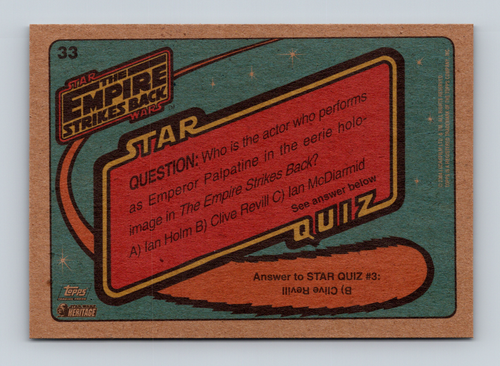 33
STAR
THE
EMPIRE
STRIKES BACK
WARS
STAR
QUESTION: Who is the actor who performs
as Emperor Palpatine in the eerie holo-
image in The Empire Strikes Back?
A) Ian Holm B) Clive Revill C) Ian McDiarmid
See answer below
QUIZ
Answer to STAR QUIZ #3:
B) Clive Revill
Topps
STAR WARS
HERITAGE